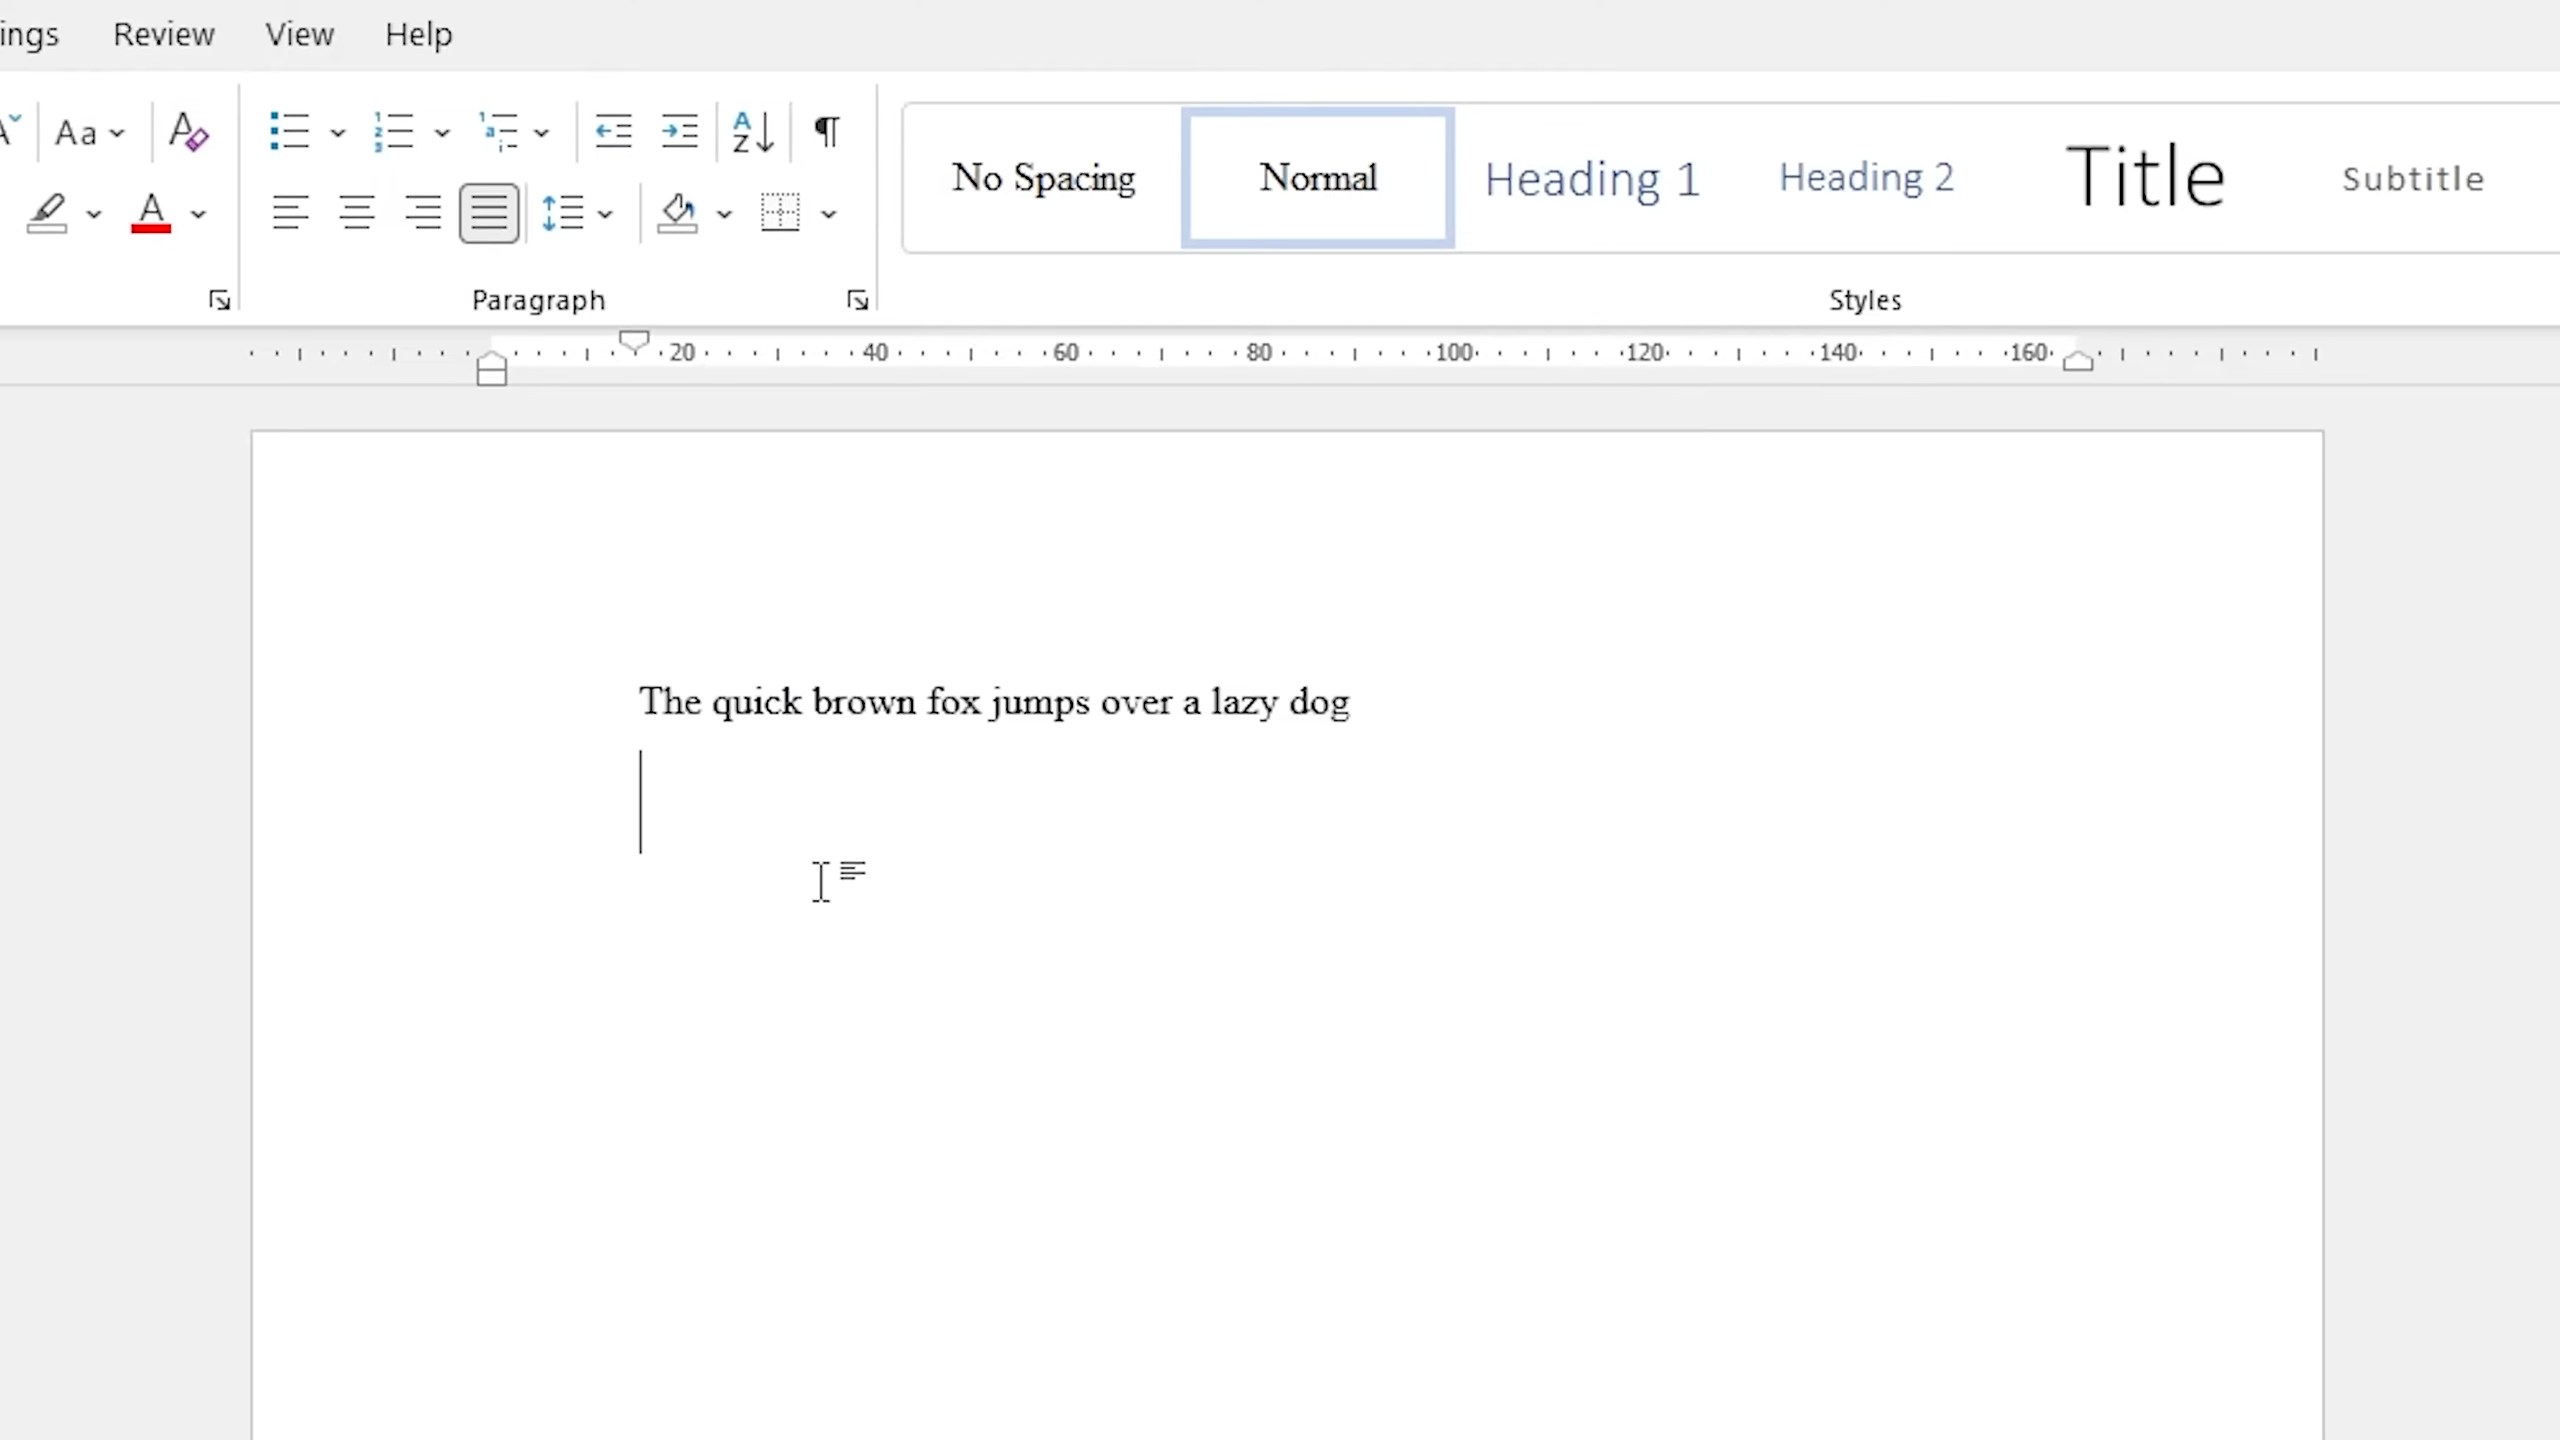 ings Review View Help
Aa
A
No Spacing Normal Heading 1 Heading 2 Title Subtitle
Paragraph Styles
20 40 60 80 100 120 140 160
The quick brown fox jumps over a lazy dog